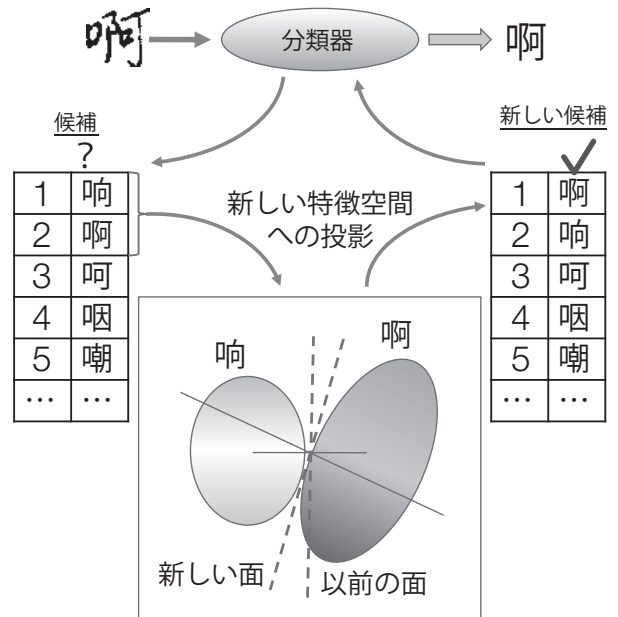 啊
分類器
啊
候補
?
1 响
2 啊
3 呵
4 咽
5 嘲
… …
新しい特徴空間
への投影
新しい候補
1 啊
2 响
3 呵
4 咽
5 嘲
… …
响
啊
新しい面
以前の面